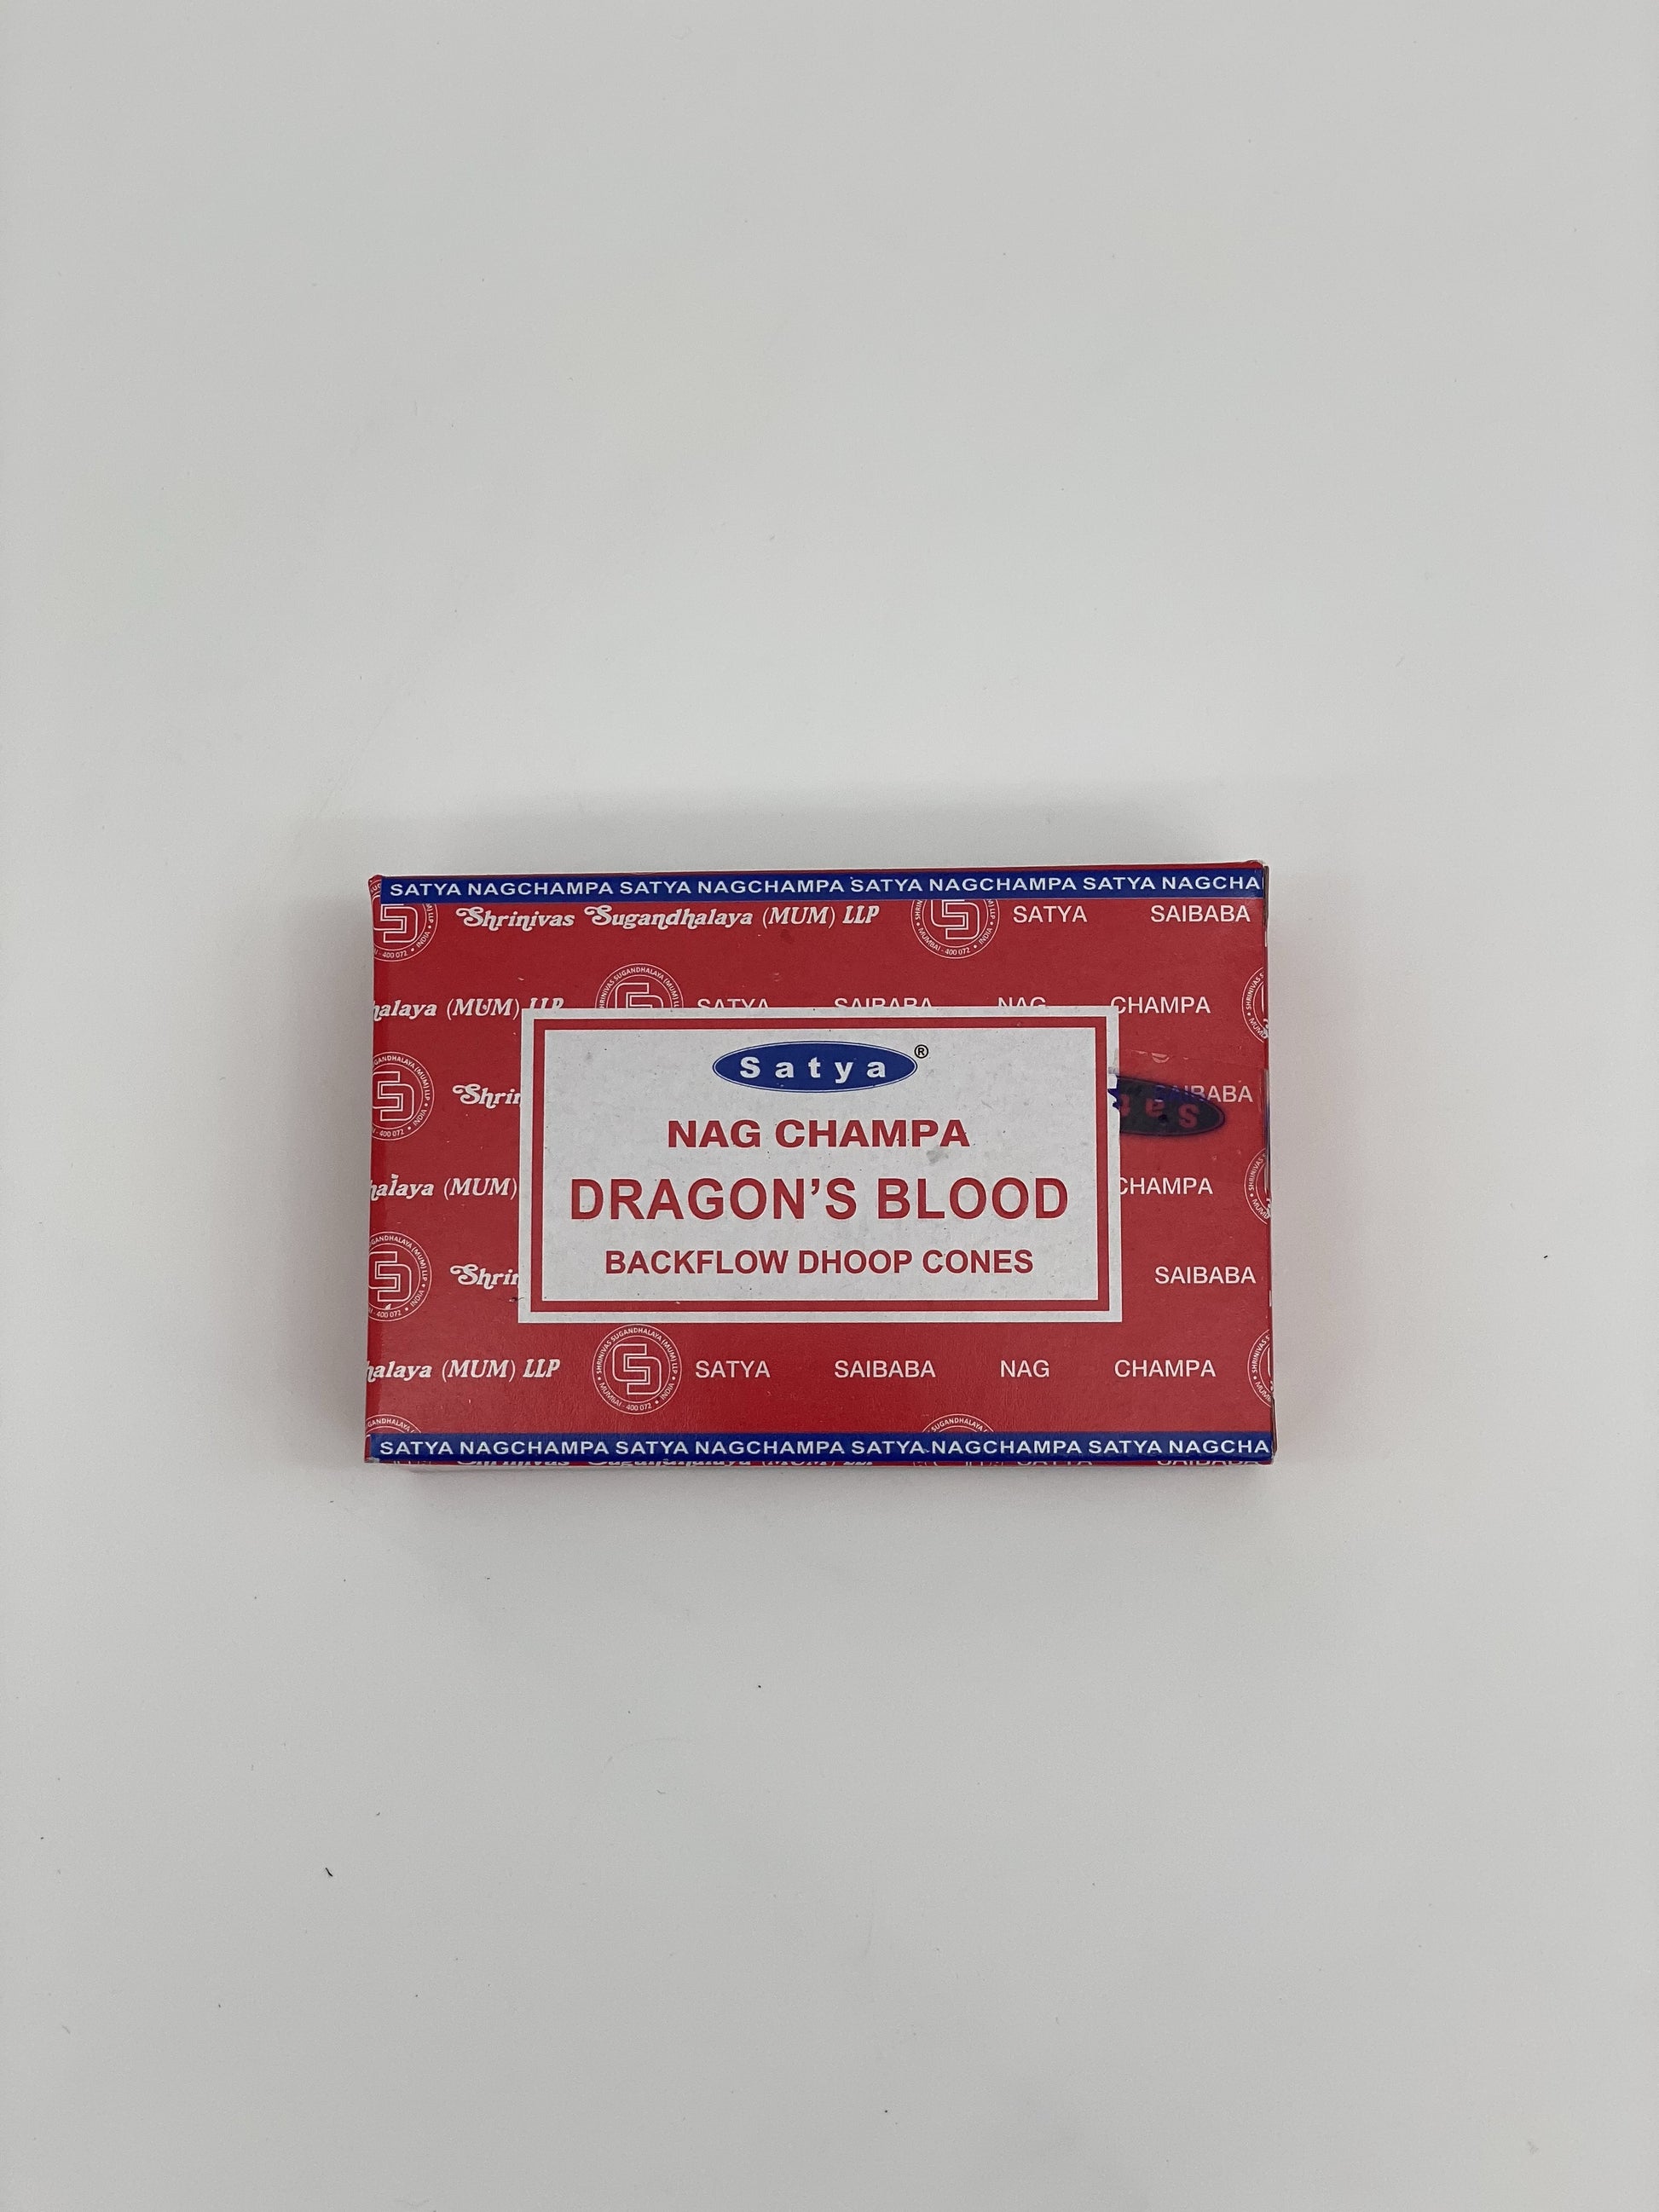 SATYA NAGCHAMPA SATYA NAGCHAMPA SATYA NAGCHAMPA SATYA NAGCHA
Shrinivas Sugandhalaya (MUM) LLP SATYA SAIBABA
halaya (MUM) LLP SATYA SAIBABA NAG CHAMPA
Shrin SAIBABA
Satya®
NAG CHAMPA
halaya (MUM) CHAMPA
DRAGON'S BLOOD
BACKFLOW DHOOP CONES
Shrin SAIBABA
halaya (MUM) LLP SATYA SAIBABA NAG CHAMPA
SATYA NAGCHAMPA SATYA NAGCHAMPA SATYA NAGCHAMPA SATYA NAGCHA